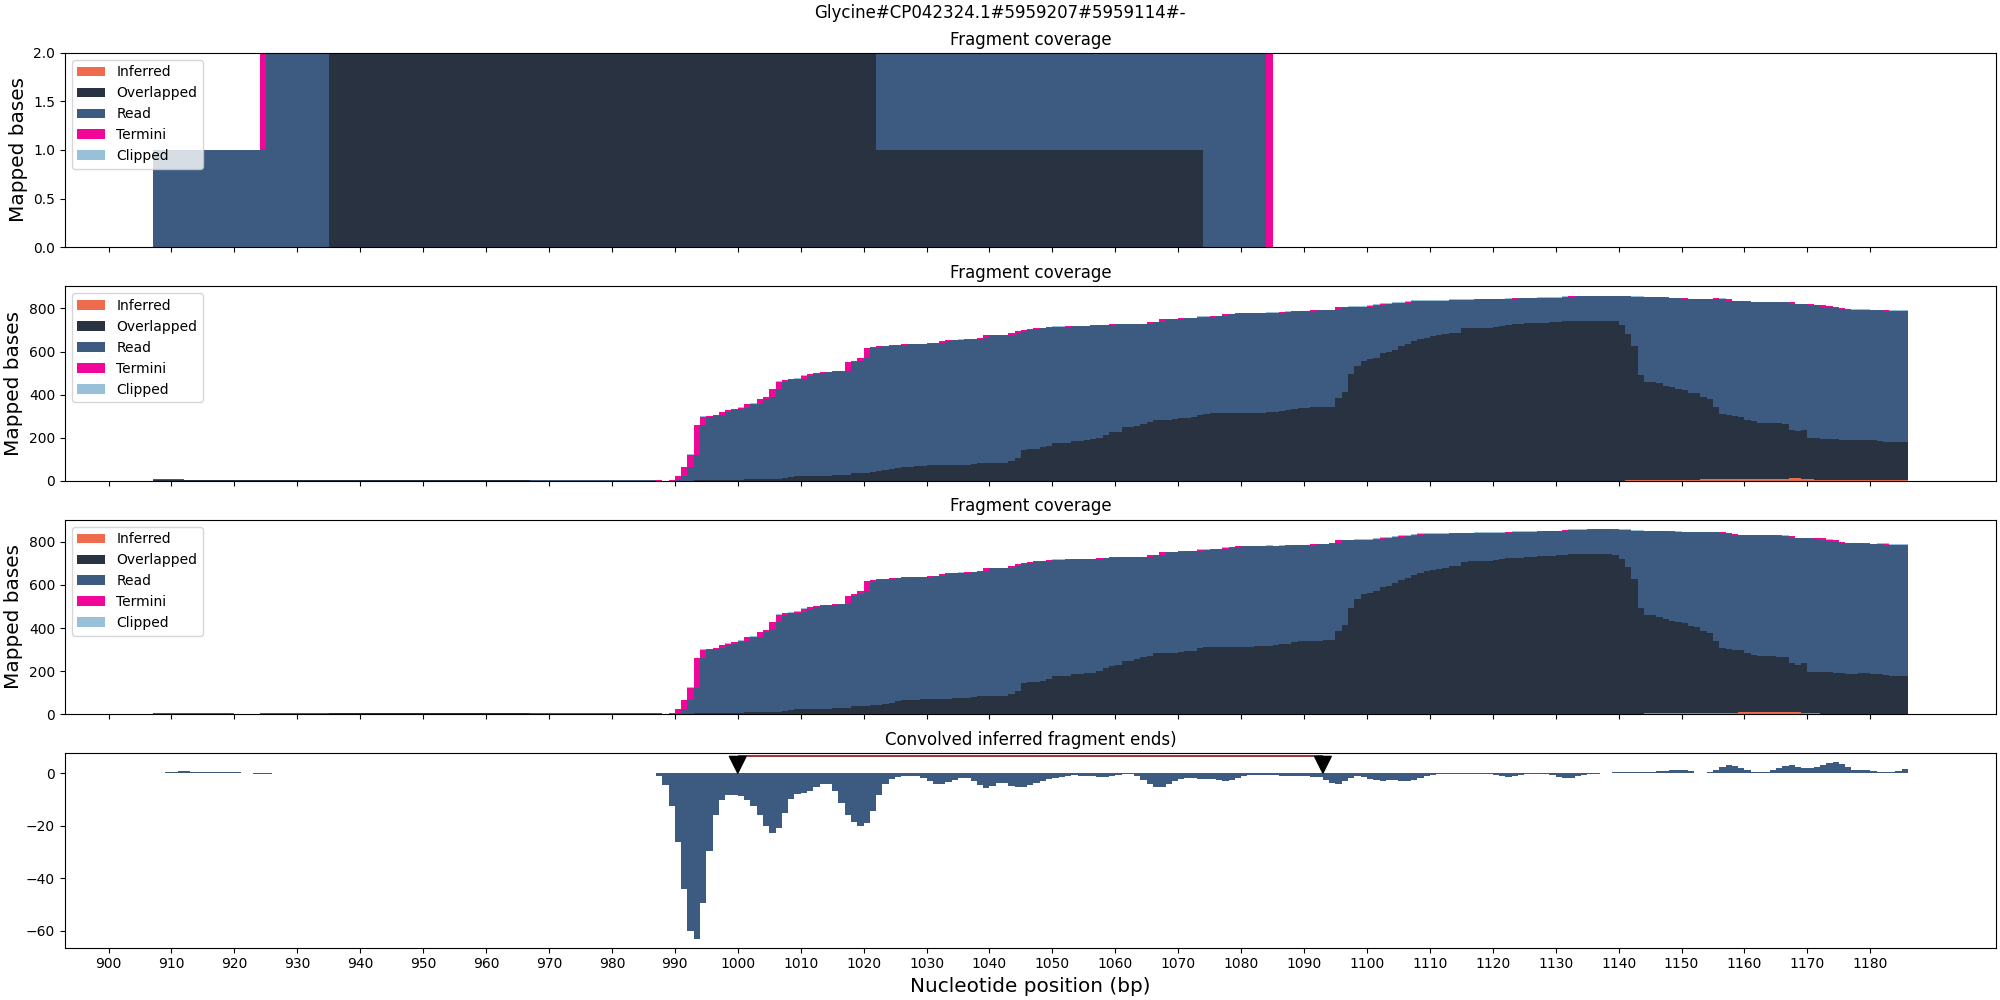 Glycine#CP042324.1#5959207#5959114#-
Fragment coverage
Mapped bases
2.0
1.5
1.0
0.5
0.0
Inferred
Overlapped
Read
Termini
Clipped
Fragment coverage
Mapped bases
800
600
400
200
0
Inferred
Overlapped
Read
Termini
Clipped
Fragment coverage
Mapped bases
800
600
400
200
0
Inferred
Overlapped
Read
Termini
Clipped
Convolved inferred fragment ends)
0
−20
−40
−60
900 910 920 930 940 950 960 970 980 990 1000 1010 1020 1030 1040 1050 1060 1070 1080 1090 1100 1110 1120 1130 1140 1150 1160 1170 1180
Nucleotide position (bp)